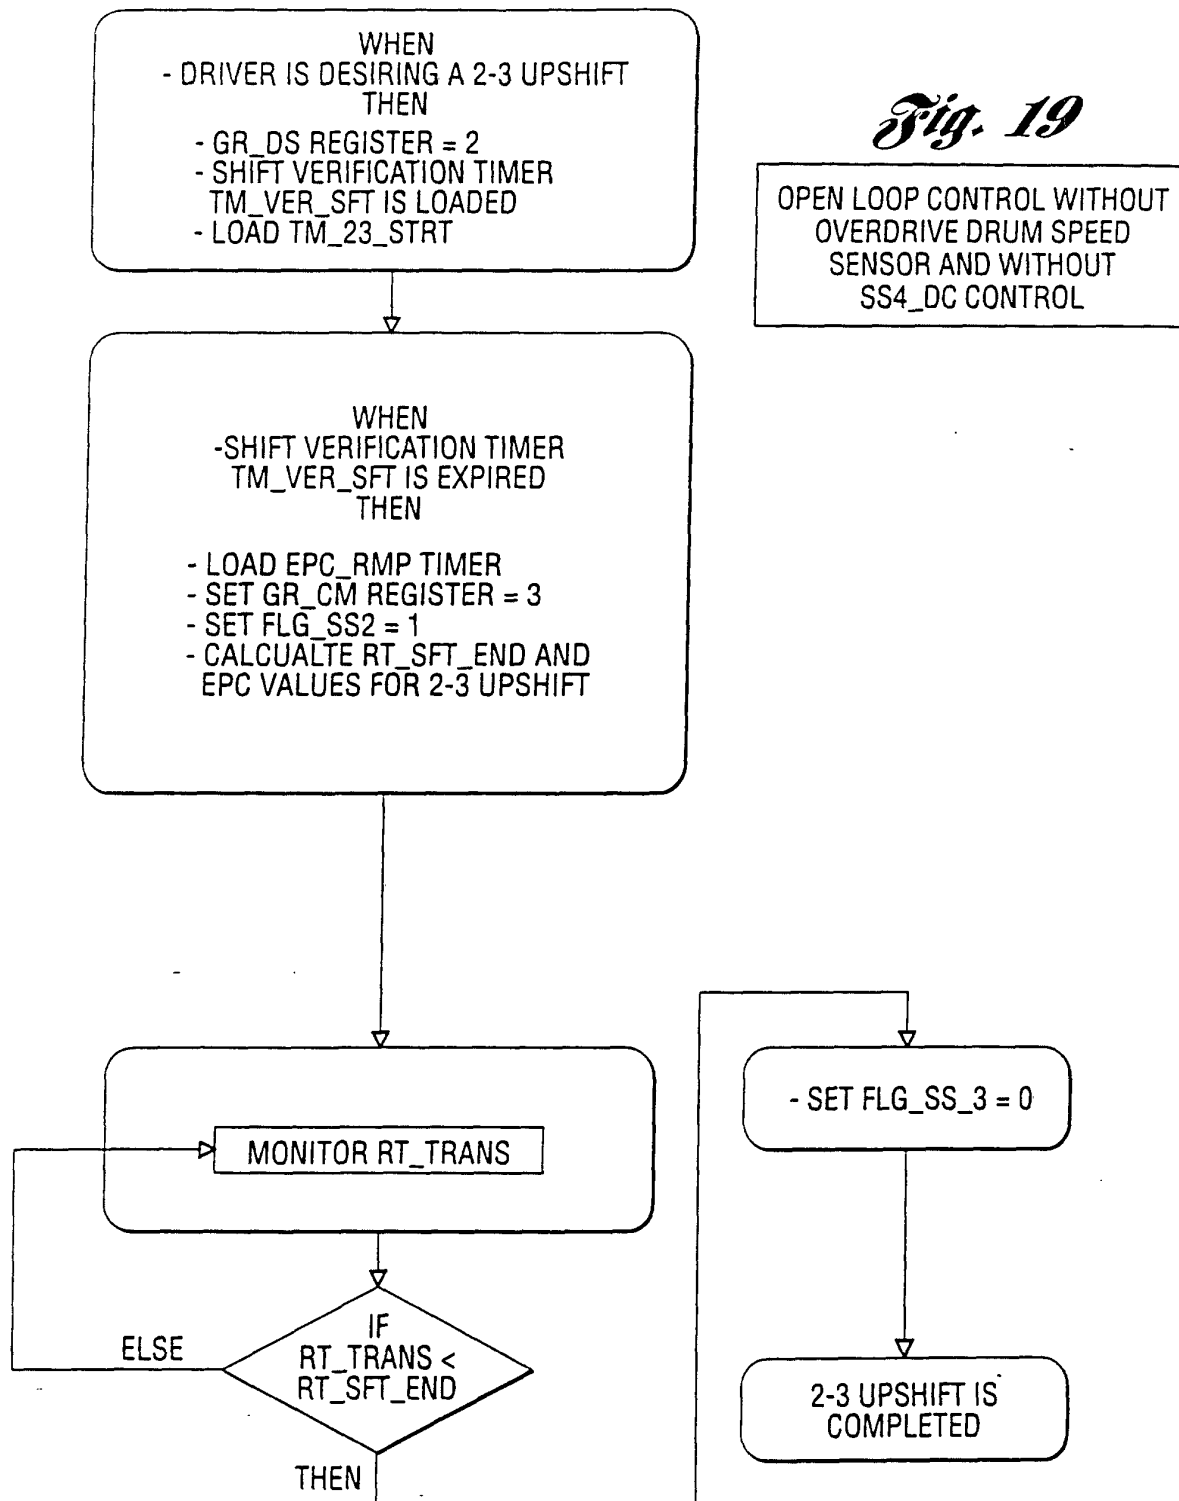 WHEN
- DRIVER IS DESIRING A 2-3 UPSHIFT
THEN
- GR_DS REGISTER = 2
- SHIFT VERIFICATION TIMER
TM_VER_SFT IS LOADED
- LOAD TM_23_STRT
Fig. 19
OPEN LOOP CONTROL WITHOUT
OVERDRIVE DRUM SPEED
SENSOR AND WITHOUT
SS4_DC CONTROL
WHEN
-SHIFT VERIFICATION TIMER
TM_VER_SFT IS EXPIRED
THEN
- LOAD EPC_RMP TIMER
- SET GR_CM REGISTER = 3
- SET FLG_SS2 = 1
- CALCUALTE RT_SFT_END AND
EPC VALUES FOR 2-3 UPSHIFT
MONITOR RT_TRANS
IF
RT_TRANS <
RT_SFT_END
ELSE
THEN
- SET FLG_SS_3 = 0
2-3 UPSHIFT IS
COMPLETED